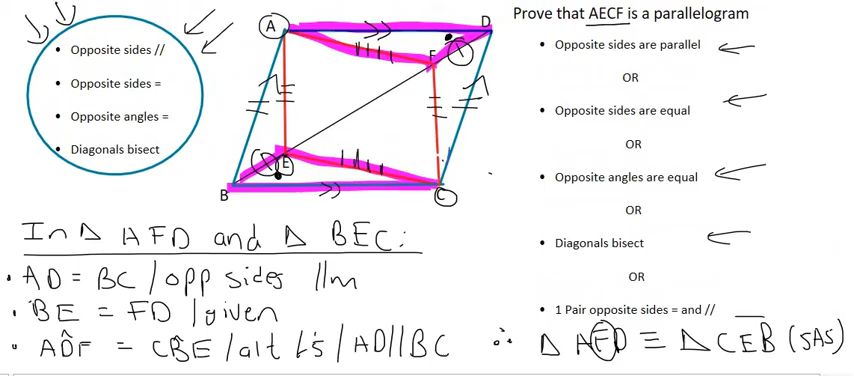 Prove that AECF is a parallelogram
• Opposite sides //
• Opposite sides =
• Opposite angles =
• Diagonals bisect
A
D
F
E
B
C
• Opposite sides are parallel
OR
• Opposite sides are equal
OR
• Opposite angles are equal
OR
• Diagonals bisect
OR
• 1 Pair opposite sides = and //
In Δ AFD and Δ BEC:
• AD = BC /opp sides //m
• BE = FD /given
• AD̂F = CB̂E /alt ∠s /AD//BC
∴ Δ AFD ≡ Δ CEB (SAS)